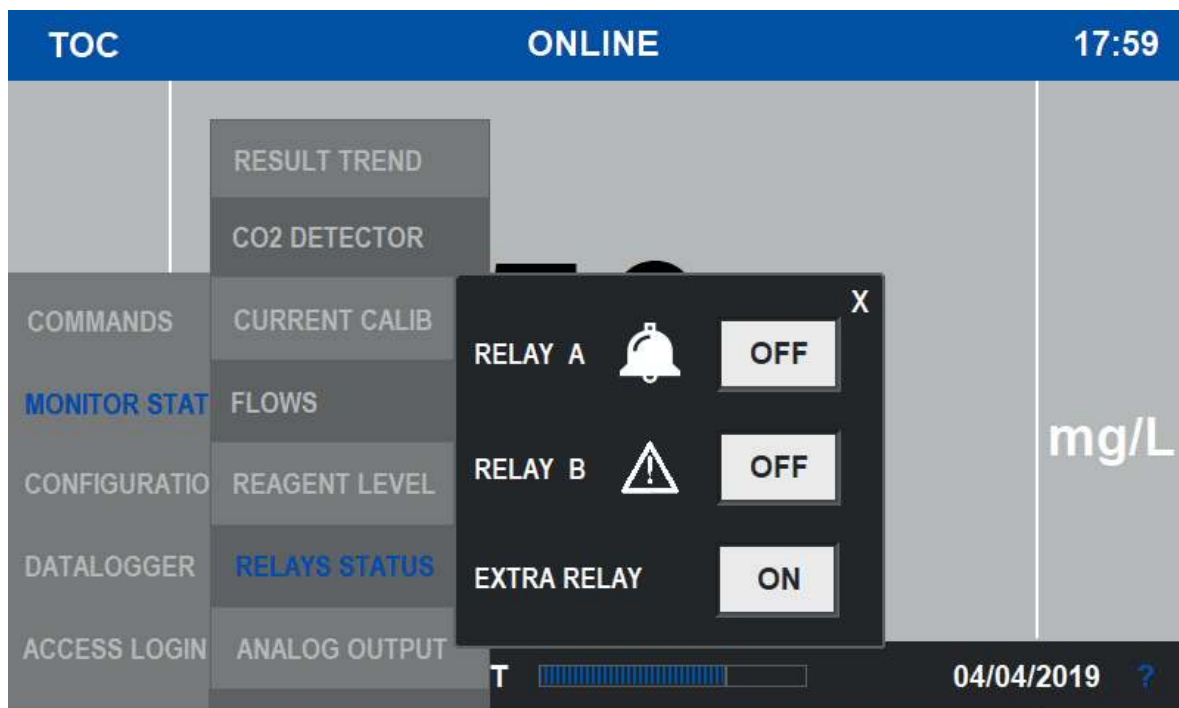 TOC ONLINE 17:59
RESULT TREND
CO2 DETECTOR
COMMANDS
MONITOR STAT
CONFIGURATIO
DATALOGGER
ACCESS LOGIN
CURRENT CALIB
FLOWS
REAGENT LEVEL
RELAYS STATUS
ANALOG OUTPUT
X
RELAY A OFF
RELAY B OFF
EXTRA RELAY ON
mg/L
T 04/04/2019 ?